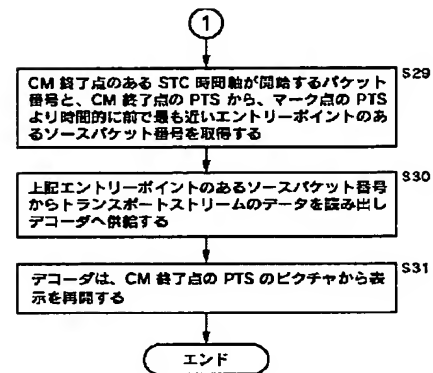 1
S29
CM 終了点のある STC 時間軸が開始するパケット
番号と、CM 終了点の PTS から、マーク点の PTS
より時間的に前で最も近いエントリーポイントのあ
るソースパケット番号を取得する
S30
上記エントリーポイントのあるソースパケット番号
からトランスポートストリームのデータを読み出し
デコーダへ供給する
S31
デコーダは、CM 終了点の PTS のピクチャから表
示を再開する
エンド